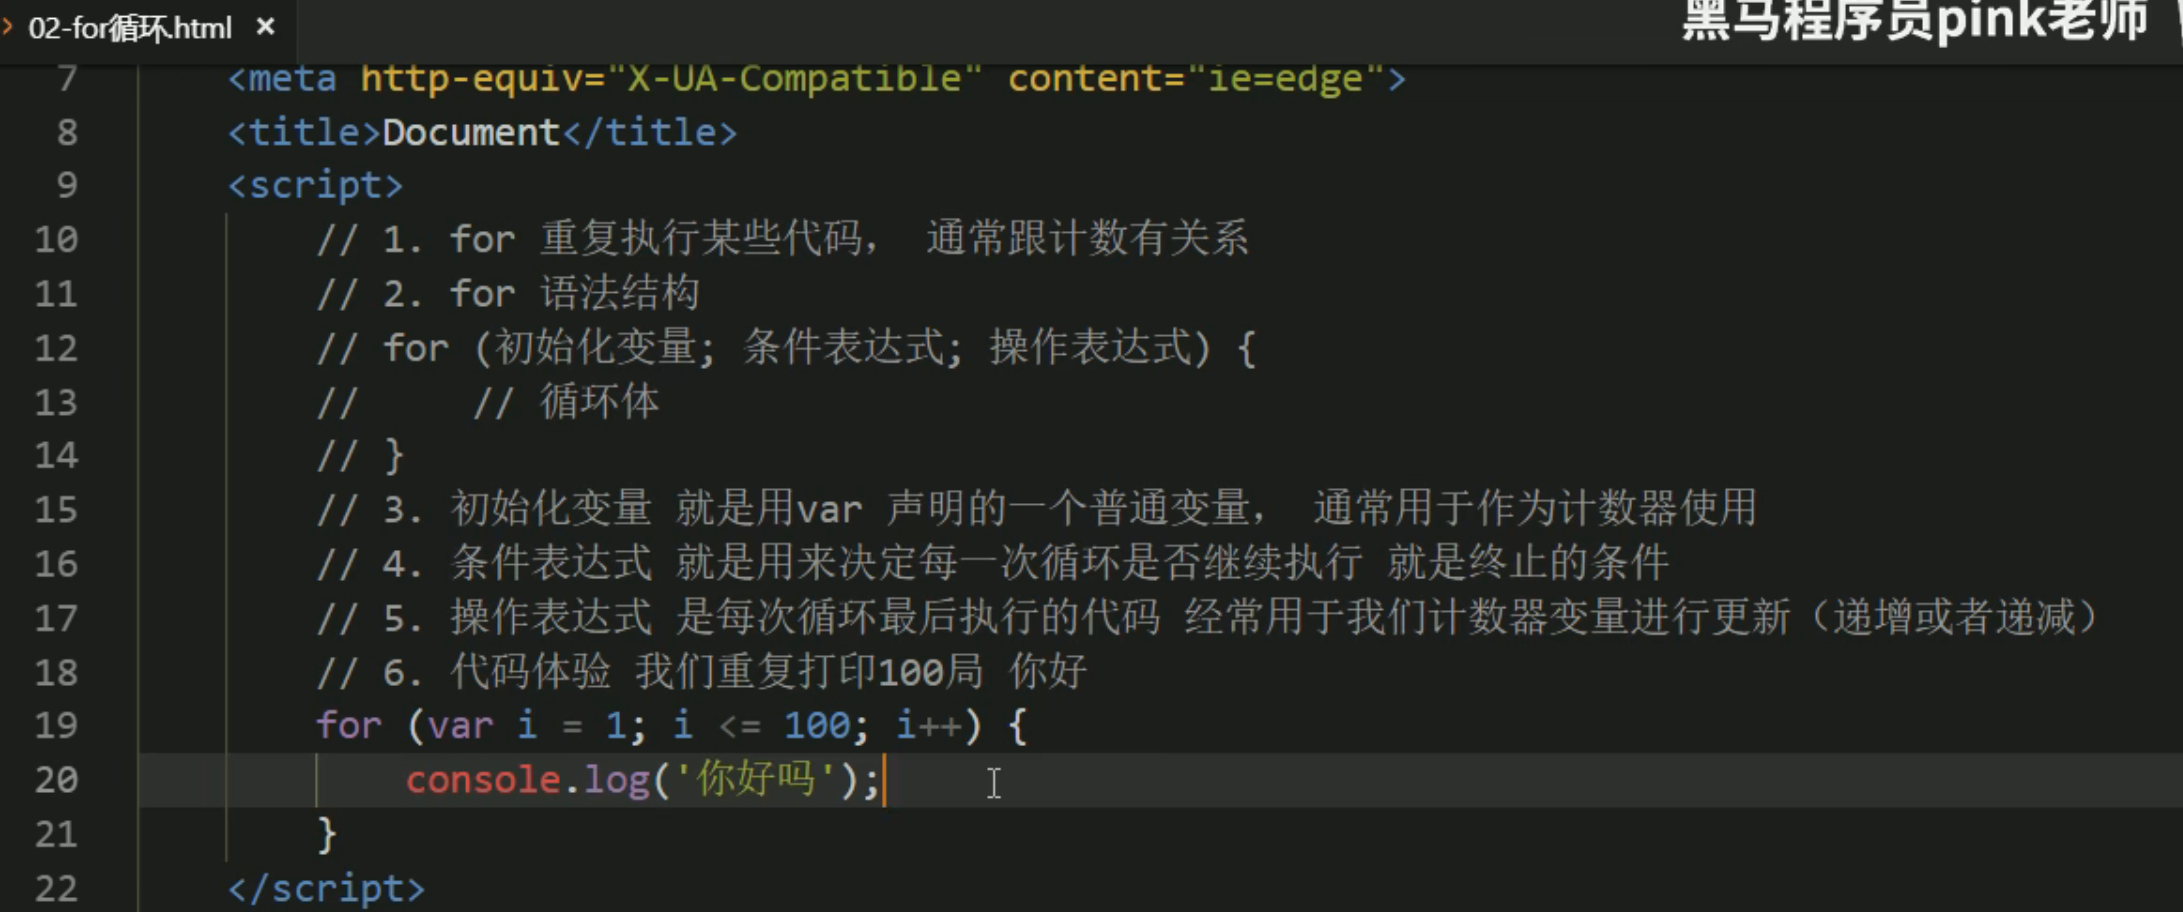 02-for循环.html ×
黑马程序员pink老师
7 <meta http-equiv="X-UA-Compatible" content="ie=edge">
8 <title>Document</title>
9 <script>
10 // 1. for 重复执行某些代码， 通常跟计数有关系
11 // 2. for 语法结构
12 // for (初始化变量; 条件表达式; 操作表达式) {
13 //     // 循环体
14 // }
15 // 3. 初始化变量 就是用var 声明的一个普通变量， 通常用于作为计数器使用
16 // 4. 条件表达式 就是用来决定每一次循环是否继续执行 就是终止的条件
17 // 5. 操作表达式 是每次循环最后执行的代码 经常用于我们计数器变量进行更新（递增或者递减）
18 // 6. 代码体验 我们重复打印100局 你好
19 for (var i = 1; i <= 100; i++) {
20 console.log('你好吗');
21 }
22 </script>